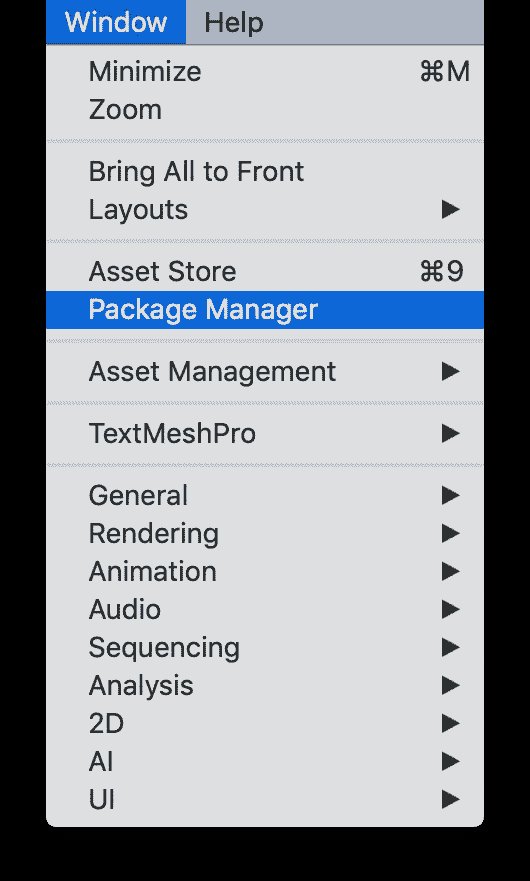 Window Help
Minimize ⌘M
Zoom
Bring All to Front
Layouts ▶
Asset Store ⌘9
Package Manager
Asset Management ▶
TextMeshPro ▶
General ▶
Rendering ▶
Animation ▶
Audio ▶
Sequencing ▶
Analysis ▶
2D ▶
AI ▶
UI ▶